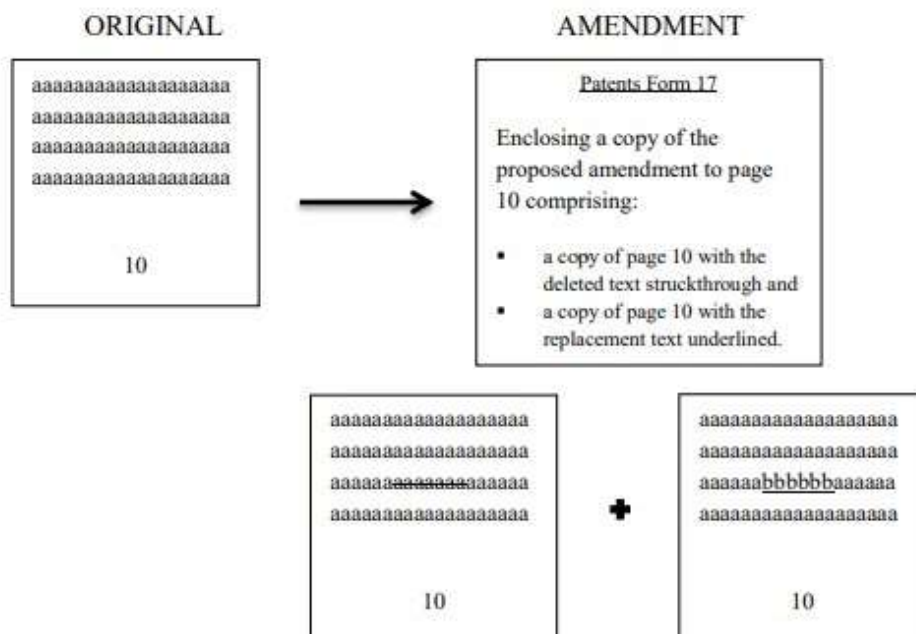 ORIGINAL
aaaaaaaaaaaaaaaaaaa
aaaaaaaaaaaaaaaaaaa
aaaaaaaaaaaaaaaaaaa
aaaaaaaaaaaaaaaaaaa
10
AMENDMENT
Patents Form 17
Enclosing a copy of the
proposed amendment to page
10 comprising:
▪ a copy of page 10 with the
deleted text struckthrough and
▪ a copy of page 10 with the
replacement text underlined.
aaaaaaaaaaaaaaaaaaa
aaaaaaaaaaaaaaaaaaa
aaaaaaaaaaaaaaaaaaa
aaaaaaaaaaaaaaaaaaa
10
aaaaaaaaaaaaaaaaaaa
aaaaaaaaaaaaaaaaaaa
aaaaaabbbbbbaaaaaa
aaaaaaaaaaaaaaaaaaa
10